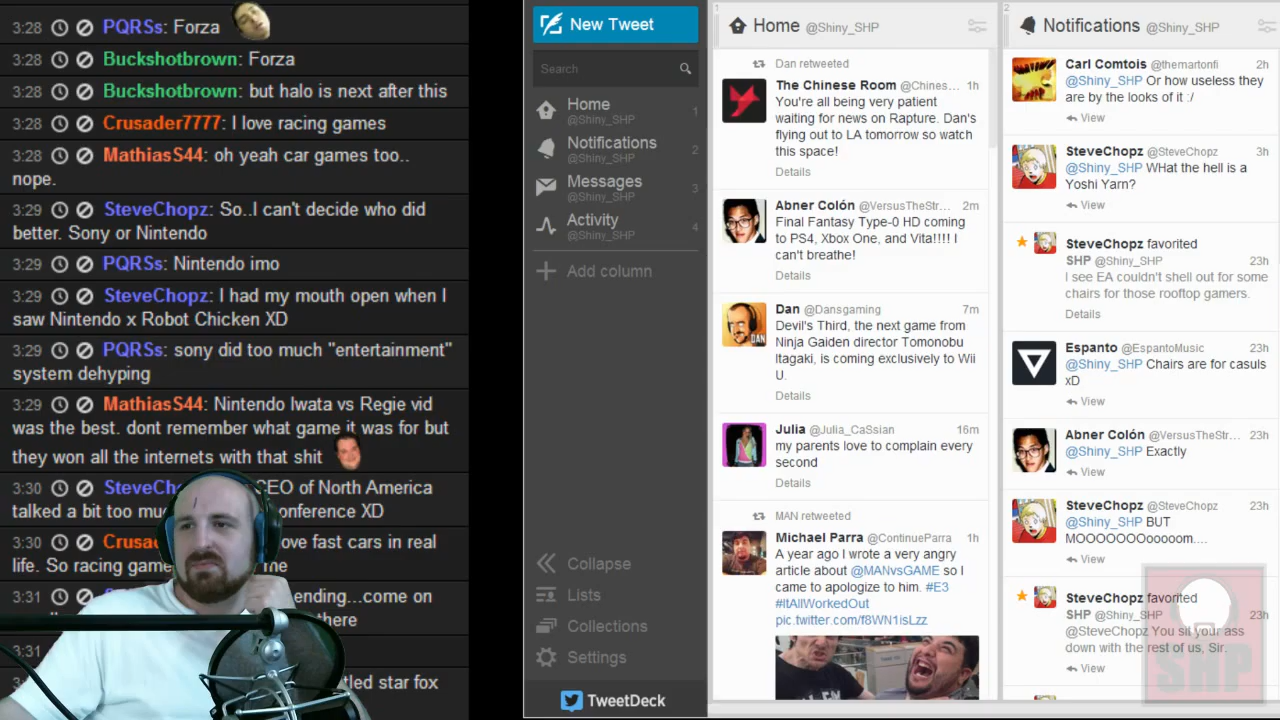 3:28 PQRSs: Forza
3:28 Buckshotbrown: Forza
3:28 Buckshotbrown: but halo is next after this
3:28 Crusader7777: I love racing games
3:28 MathiasS44: oh yeah car games too..
nope.
3:29 SteveChopz: So..I can't decide who did
better. Sony or Nintendo
3:29 PQRSs: Nintendo imo
3:29 SteveChopz: I had my mouth open when I
saw Nintendo x Robot Chicken XD
3:29 PQRSs: sony did too much "entertainment"
system dehyping
3:29 MathiasS44: Nintendo Iwata vs Regie vid
was the best. dont remember what game it was for but
they won all the internets with that shit
3:30 SteveCh CEO of North America
talked a bit too mu onference XD
3:30 Crusa ove fast cars in real
life. So racing game me
3:31 ending...come on
there
3:31
tled star fox
New Tweet
Search
Home 1
@Shiny_SHP
Notifications 2
@Shiny_SHP
Messages 3
@Shiny_SHP
Activity 4
@Shiny_SHP
Add column
Collapse
Lists
Collections
Settings
TweetDeck
1
Home @Shiny_SHP
Dan retweeted
The Chinese Room @Chines... 1h
You're all being very patient
waiting for news on Rapture. Dan's
flying out to LA tomorrow so watch
this space!
Details
Abner Colón @VersusTheStr... 2m
Final Fantasy Type-0 HD coming
to PS4, Xbox One, and Vita!!!! I
can't breathe!
Details
Dan @Dansgaming 7m
Devil's Third, the next game from
Ninja Gaiden director Tomonobu
Itagaki, is coming exclusively to Wii
U.
Details
Julia @Julia_CaSsian 16m
my parents love to complain every
second
Details
MAN retweeted
Michael Parra @ContinueParra 1h
A year ago I wrote a very angry
article about @MANvsGAME so I
came to apologize to him. #E3
#ItAllWorkedOut
pic.twitter.com/f8WN1isLzz
2
Notifications @Shiny_SHP
Carl Comtois @themartonfi 2h
@Shiny_SHP Or how useless they
are by the looks of it :/
View
SteveChopz @SteveChopz 3h
@Shiny_SHP WHat the hell is a
Yoshi Yarn?
View
SteveChopz favorited
SHP @Shiny_SHP 23h
I see EA couldn't shell out for some
chairs for those rooftop gamers.
Details
Espanto @EspantoMusic 23h
@Shiny_SHP Chairs are for casuls
xD
View
Abner Colón @VersusTheStr... 23h
@Shiny_SHP Exactly
View
SteveChopz @SteveChopz 23h
@Shiny_SHP BUT
MOOOOOOOooooom....
View
SteveChopz favorited
SHP @Shiny_SHP 23h
@SteveChopz You sit your ass
down with the rest of us, Sir.
View
SHP